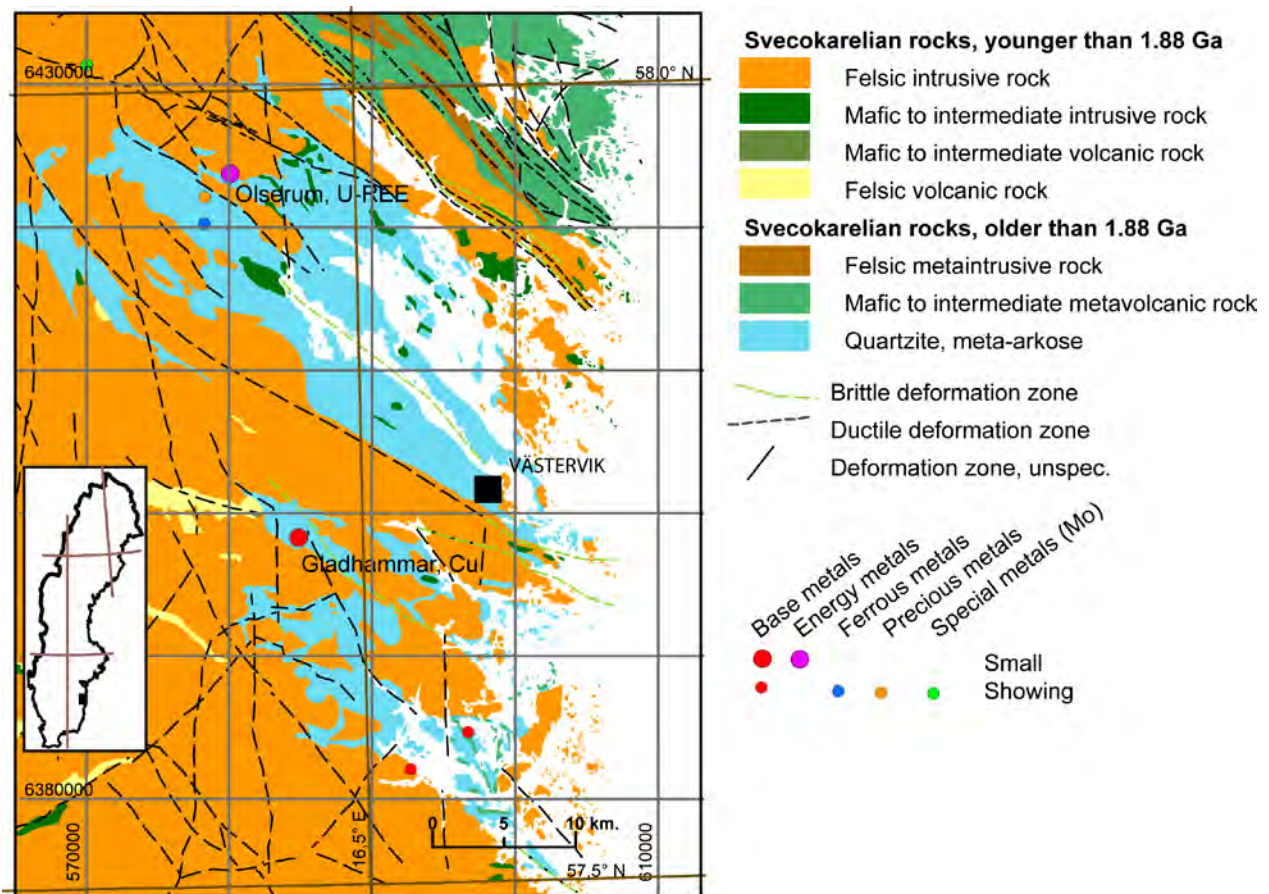 6430000
58.0° N
Olserum, U-REE
VÄSTERVIK
Gladhammar, Cu
6380000
570000
16.5° E
0 5 10 km.
57.5° N
610000
Svecokarelian rocks, younger than 1.88 Ga
Felsic intrusive rock
Mafic to intermediate intrusive rock
Mafic to intermediate volcanic rock
Felsic volcanic rock
Svecokarelian rocks, older than 1.88 Ga
Felsic metaintrusive rock
Mafic to intermediate metavolcanic rock
Quartzite, meta-arkose
Brittle deformation zone
Ductile deformation zone
Deformation zone, unspec.
Base metals
Energy metals
Ferrous metals
Precious metals
Special metals (Mo)
Small
Showing